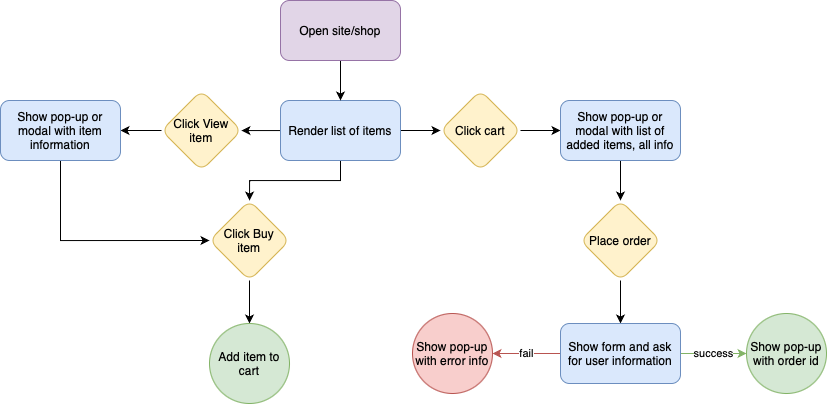 Open site/shop
Show pop-up or
modal with item
information
Click View
item
Render list of items
Click cart
Show pop-up or
modal with list of
added items, all info
Click Buy
item
Place order
Add item to
cart
Show pop-up
with error info
fail
Show form and ask
for user information
success
Show pop-up
with order id